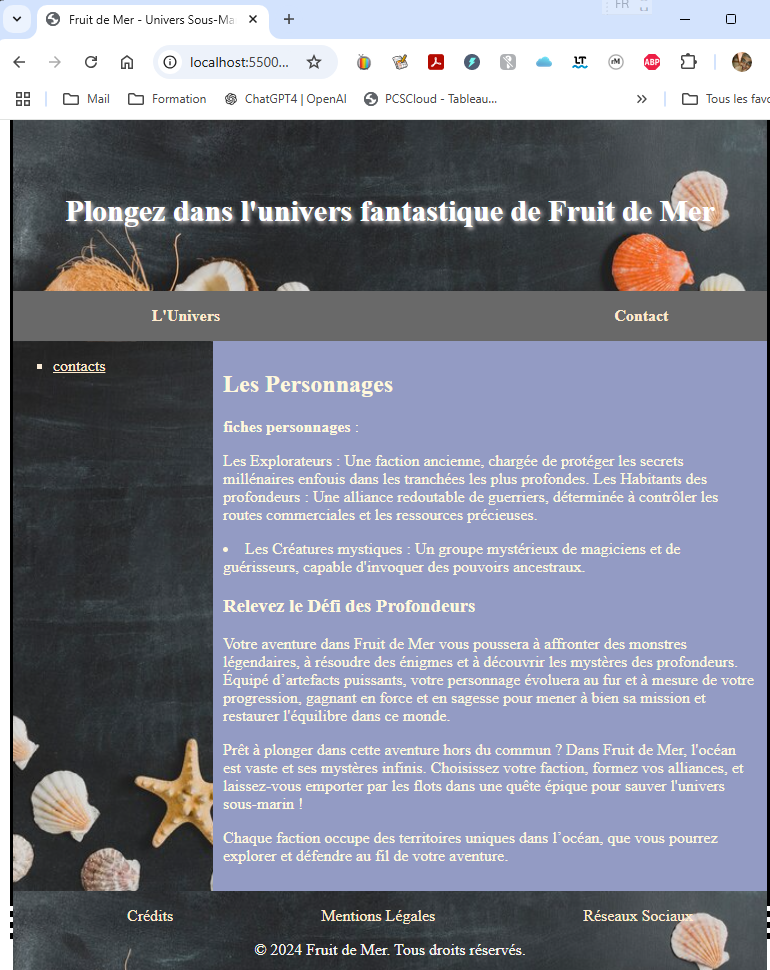 FR
Fruit de Mer - Univers Sous-Ma
localhost:5500...
LT
rM
ABP
Mail
Formation
ChatGPT4 | OpenAI
PCSCloud - Tableau...
Tous les favo
Plongez dans l'univers fantastique de Fruit de Mer
L'Univers
Contact
contacts
Les Personnages
fiches personnages :
Les Explorateurs : Une faction ancienne, chargée de protéger les secrets
millénaires enfouis dans les tranchées les plus profondes. Les Habitants des
profondeurs : Une alliance redoutable de guerriers, déterminée à contrôler les
routes commerciales et les ressources précieuses.
• Les Créatures mystiques : Un groupe mystérieux de magiciens et de
guérisseurs, capable d'invoquer des pouvoirs ancestraux.
Relevez le Défi des Profondeurs
Votre aventure dans Fruit de Mer vous poussera à affronter des monstres
légendaires, à résoudre des énigmes et à découvrir les mystères des profondeurs.
Équipé d’artefacts puissants, votre personnage évoluera au fur et à mesure de votre
progression, gagnant en force et en sagesse pour mener à bien sa mission et
restaurer l'équilibre dans ce monde.
Prêt à plonger dans cette aventure hors du commun ? Dans Fruit de Mer, l'océan
est vaste et ses mystères infinis. Choisissez votre faction, formez vos alliances, et
laissez-vous emporter par les flots dans une quête épique pour sauver l'univers
sous-marin !
Chaque faction occupe des territoires uniques dans l’océan, que vous pourrez
explorer et défendre au fil de votre aventure.
Crédits
Mentions Légales
Réseaux Sociaux
© 2024 Fruit de Mer. Tous droits réservés.